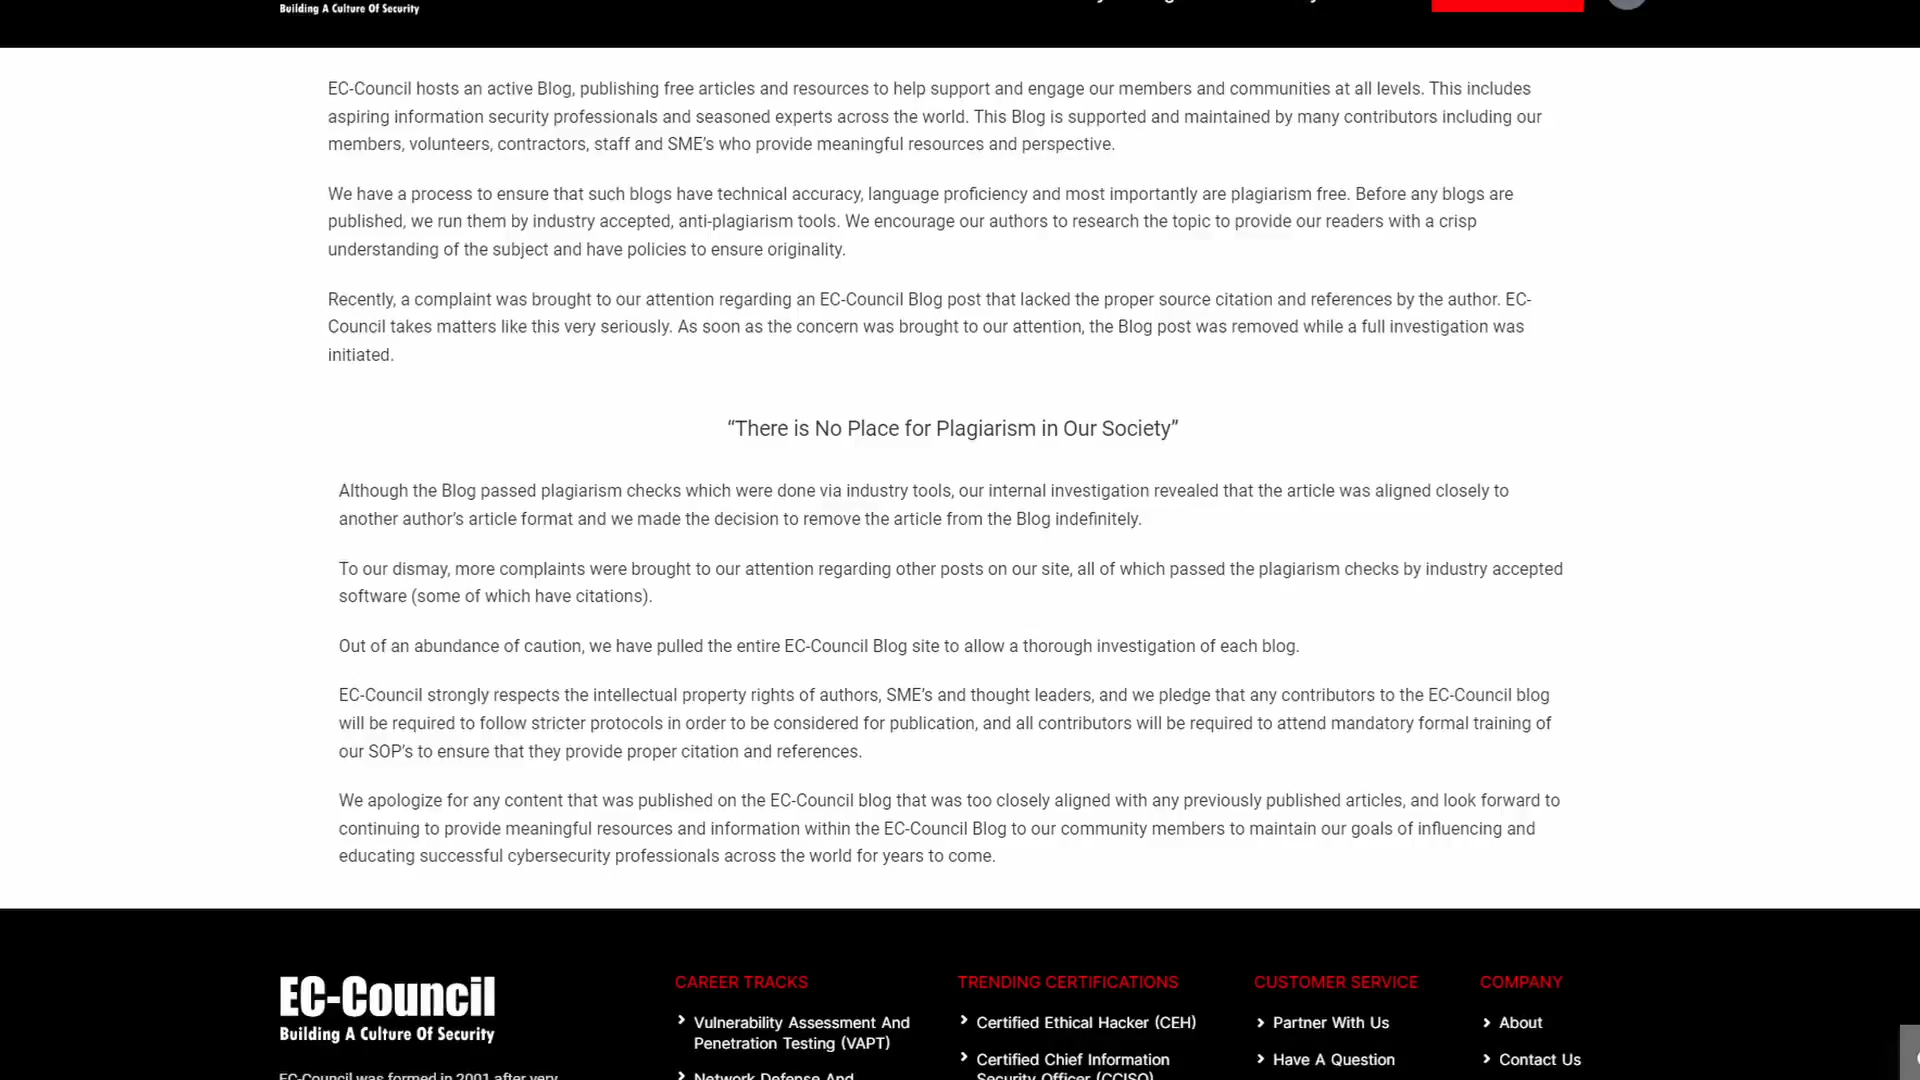 Building A Culture Of Security
EC-Council hosts an active Blog, publishing free articles and resources to help support and engage our members and communities at all levels. This includes
aspiring information security professionals and seasoned experts across the world. This Blog is supported and maintained by many contributors including our
members, volunteers, contractors, staff and SME’s who provide meaningful resources and perspective.
We have a process to ensure that such blogs have technical accuracy, language proficiency and most importantly are plagiarism free. Before any blogs are
published, we run them by industry accepted, anti-plagiarism tools. We encourage our authors to research the topic to provide our readers with a crisp
understanding of the subject and have policies to ensure originality.
Recently, a complaint was brought to our attention regarding an EC-Council Blog post that lacked the proper source citation and references by the author. EC-
Council takes matters like this very seriously. As soon as the concern was brought to our attention, the Blog post was removed while a full investigation was
initiated.
“There is No Place for Plagiarism in Our Society”
Although the Blog passed plagiarism checks which were done via industry tools, our internal investigation revealed that the article was aligned closely to
another author’s article format and we made the decision to remove the article from the Blog indefinitely.
To our dismay, more complaints were brought to our attention regarding other posts on our site, all of which passed the plagiarism checks by industry accepted
software (some of which have citations).
Out of an abundance of caution, we have pulled the entire EC-Council Blog site to allow a thorough investigation of each blog.
EC-Council strongly respects the intellectual property rights of authors, SME’s and thought leaders, and we pledge that any contributors to the EC-Council blog
will be required to follow stricter protocols in order to be considered for publication, and all contributors will be required to attend mandatory formal training of
our SOP’s to ensure that they provide proper citation and references.
We apologize for any content that was published on the EC-Council blog that was too closely aligned with any previously published articles, and look forward to
continuing to provide meaningful resources and information within the EC-Council Blog to our community members to maintain our goals of influencing and
educating successful cybersecurity professionals across the world for years to come.
EC-Council
Building A Culture Of Security
EC-Council was formed in 2001 after very
CAREER TRACKS
Vulnerability Assessment And
Penetration Testing (VAPT)
Network Defense And
TRENDING CERTIFICATIONS
Certified Ethical Hacker (CEH)
Certified Chief Information
Security Officer (CCISO)
CUSTOMER SERVICE
Partner With Us
Have A Question
COMPANY
About
Contact Us